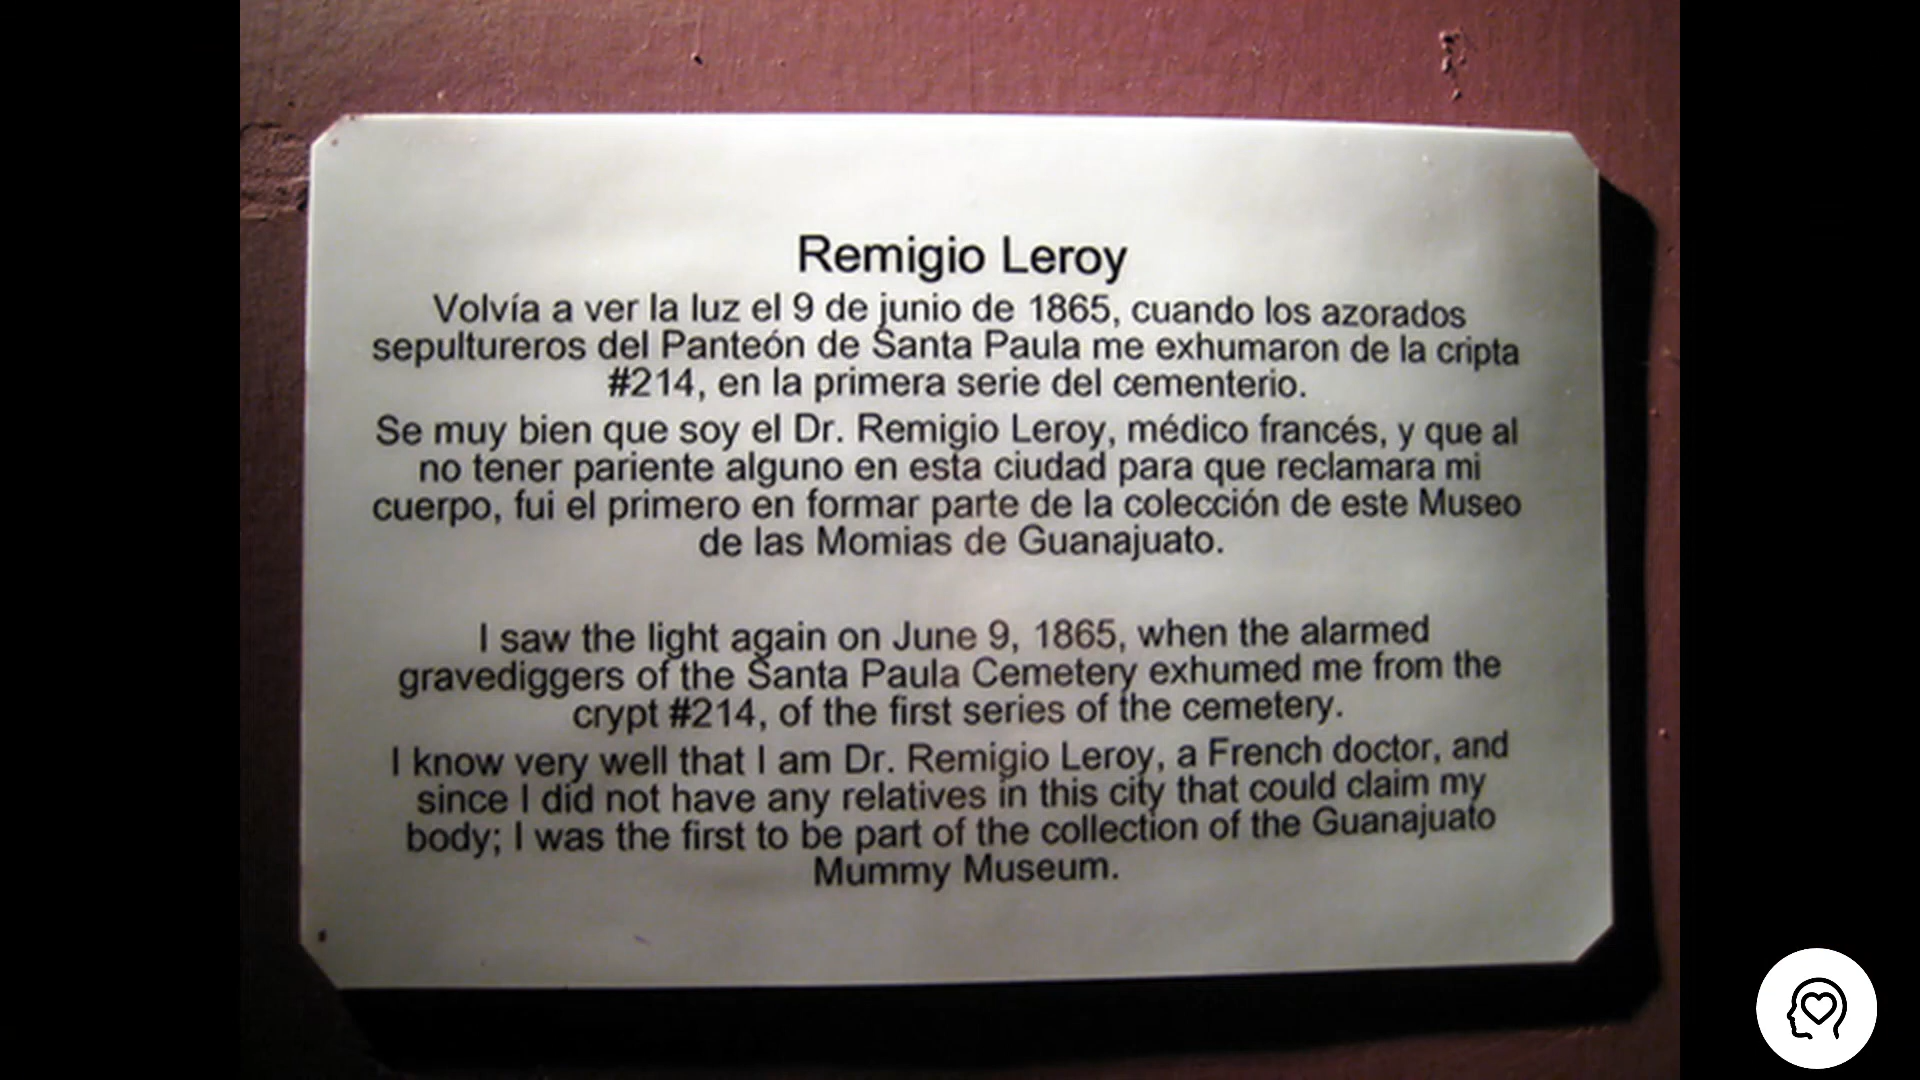 Remigio Leroy
Volvía a ver la luz el 9 de junio de 1865, cuando los azorados
sepultureros del Panteón de Santa Paula me exhumaron de la cripta
#214, en la primera serie del cementerio.
Se muy bien que soy el Dr. Remigio Leroy, médico francés, y que al
no tener pariente alguno en esta ciudad para que reclamara mi
cuerpo, fui el primero en formar parte de la colección de este Museo
de las Momias de Guanajuato.
I saw the light again on June 9, 1865, when the alarmed
gravediggers of the Santa Paula Cemetery exhumed me from the
crypt #214, of the first series of the cemetery.
I know very well that I am Dr. Remigio Leroy, a French doctor, and
since I did not have any relatives in this city that could claim my
body; I was the first to be part of the collection of the Guanajuato
Mummy Museum.